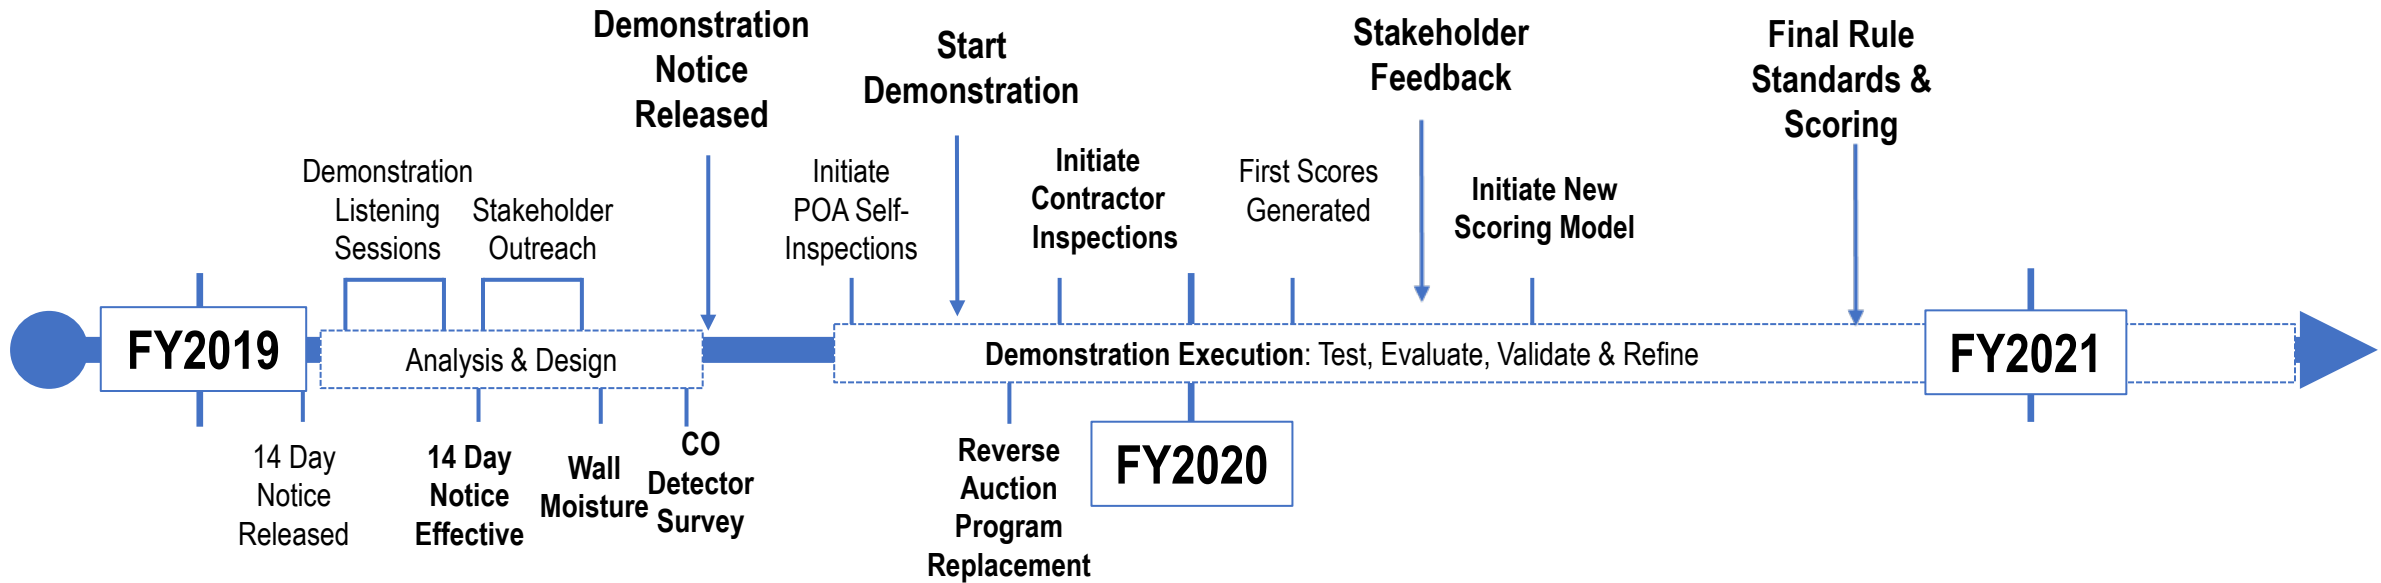 Demonstration
Notice
Released
Start
Demonstration
Stakeholder
Feedback
Final Rule
Standards &
Scoring
Demonstration
Listening
Sessions
Stakeholder
Outreach
Initiate
POA Self-
Inspections
Initiate
Contractor
Inspections
First Scores
Generated
Initiate New
Scoring Model
FY2019
Analysis & Design
Demonstration Execution: Test, Evaluate, Validate & Refine
FY2021
14 Day
Notice
Released
14 Day
Notice
Effective
Wall
Moisture
CO
Detector
Survey
Reverse
Auction
Program
Replacement
FY2020